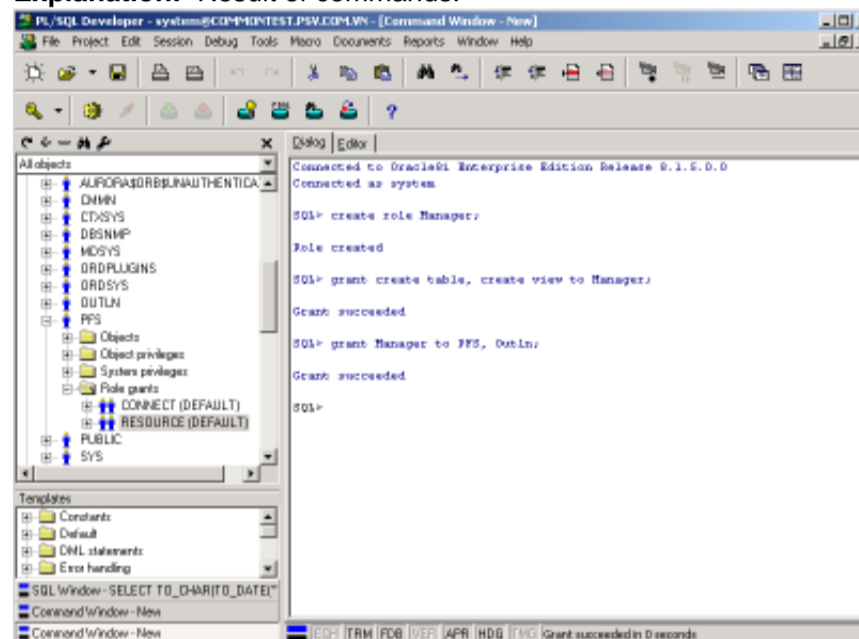 Explanation: Result of commands.
PL/SQL Developer - system@COMMONTEST.PSV.COM.VN - [Command Window - New]
File Project Edit Session Debug Tools Macro Documents Reports Window Help
Dialog Editor
All objects
Connected to Oracle8i Enterprise Edition Release 8.1.5.0.0
Connected as system
SQL> create role Manager;
Role created
SQL> grant create table, create view to Manager;
Grant succeeded
SQL> grant Manager to PFS, Outln;
Grant succeeded
SQL>
AURORA$ORB$UNAUTHENTICA
CMMN
CTXSYS
DBSNMP
MDSYS
ORDPLUGINS
ORDSYS
OUTLN
PFS
Objects
Object privileges
System privileges
Role grants
CONNECT (DEFAULT)
RESOURCE (DEFAULT)
PUBLIC
SYS
Templates
Constants
Default
DML statements
Error handling
SQL Window - SELECT TO_CHAR(TO_DATE("
Command Window - New
Command Window - New
ECH TRM FDB VER APR HDG TMG Grant succeeded in 0 seconds